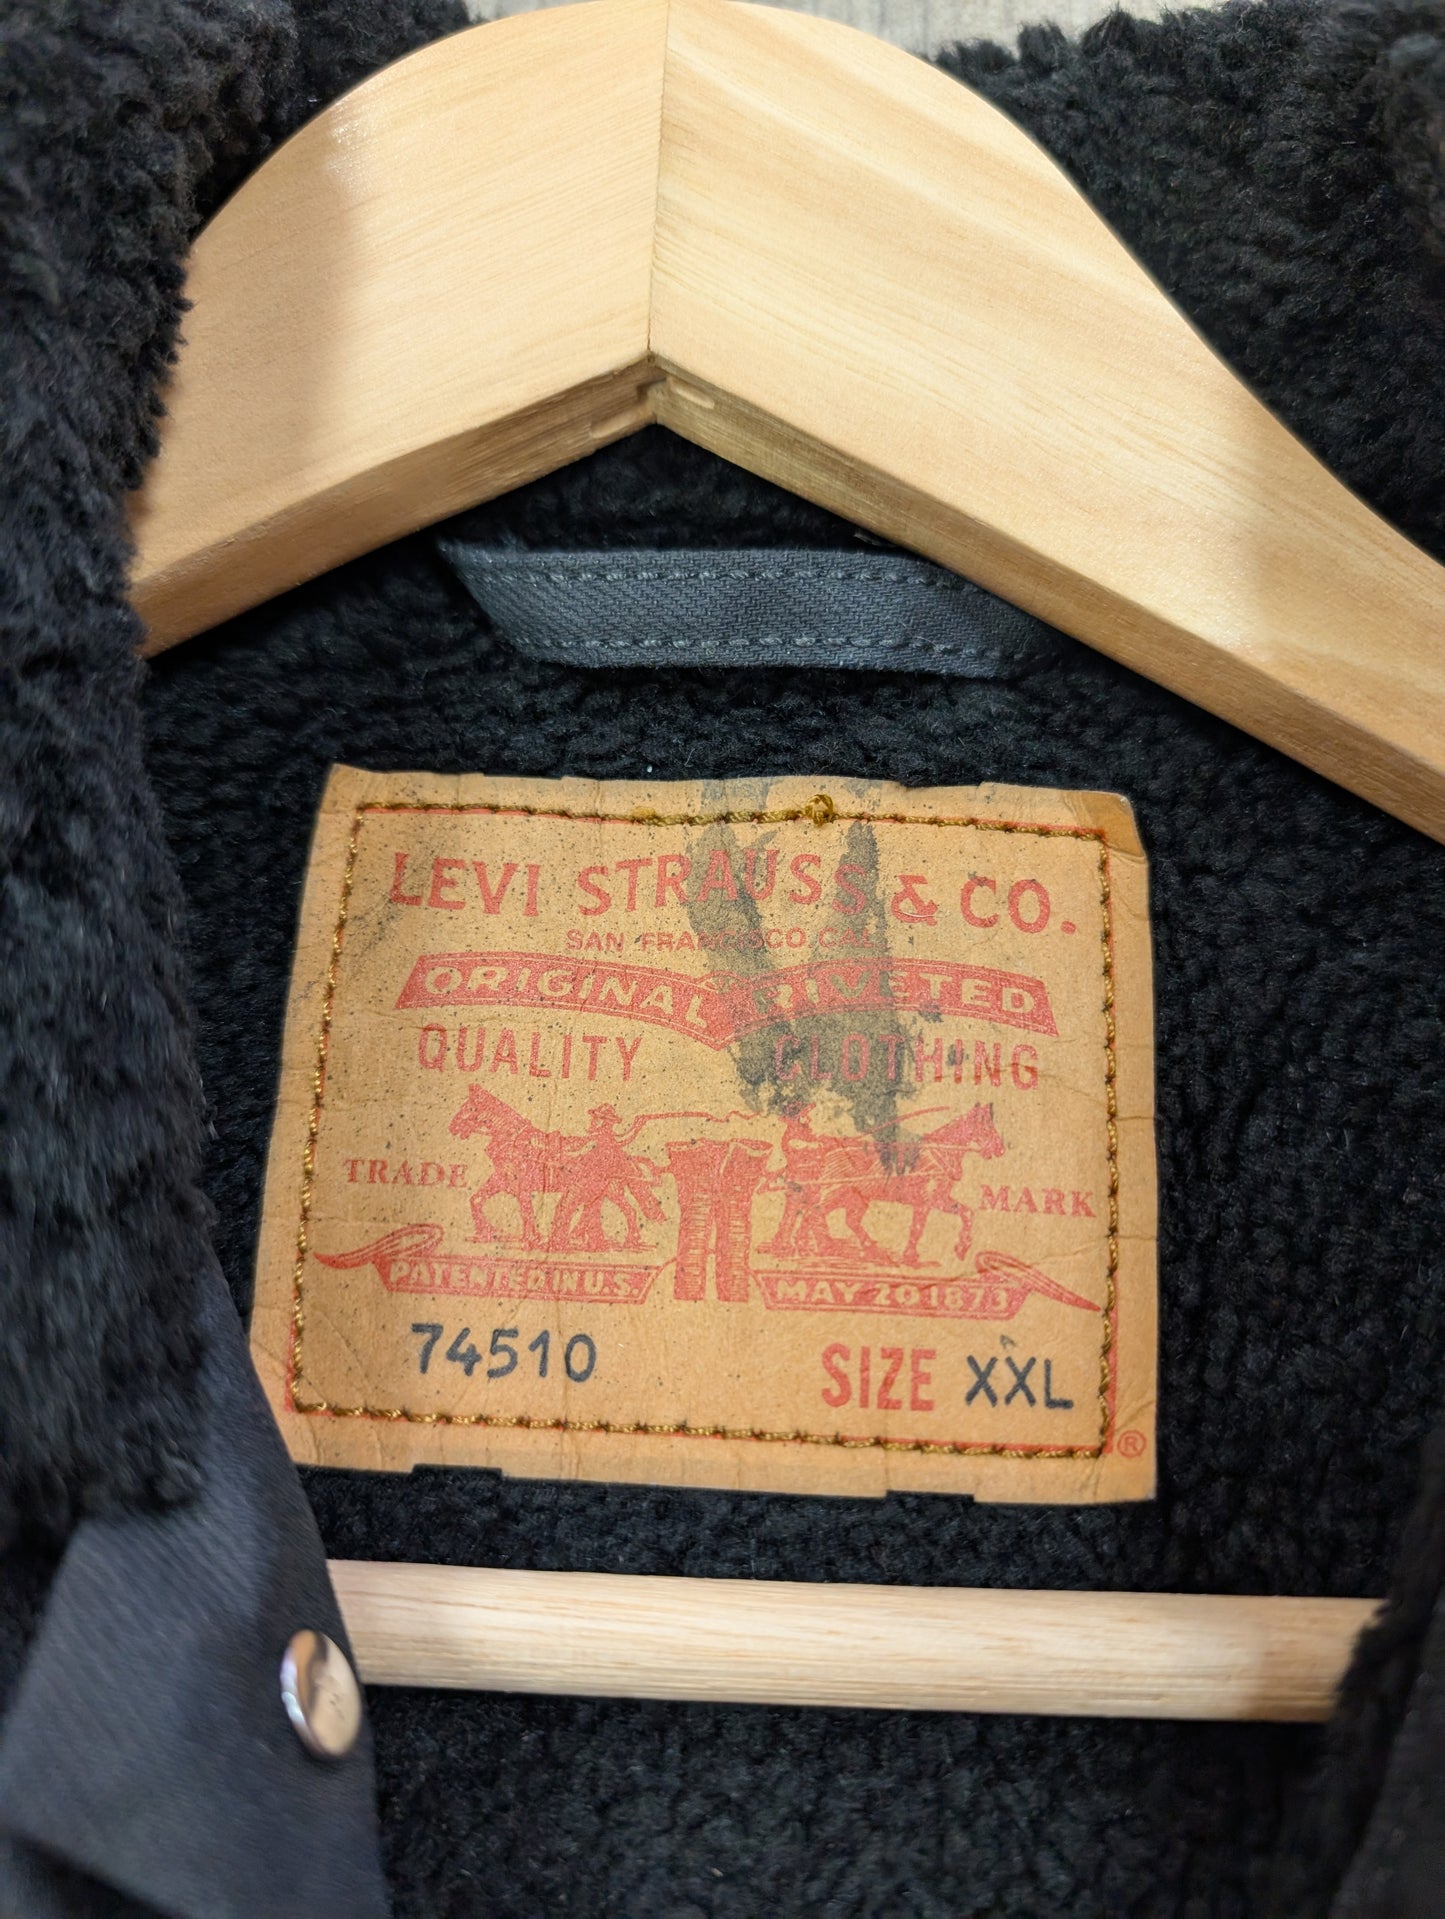 LEVI STRAUSS & CO.
SAN FRANCISCO CAL.
ORIGINAL RIVETED
QUALITY CLOTHING
TRADE MARK
PATENTED IN U.S. MAY 20 1873
74510 SIZE XXL
®